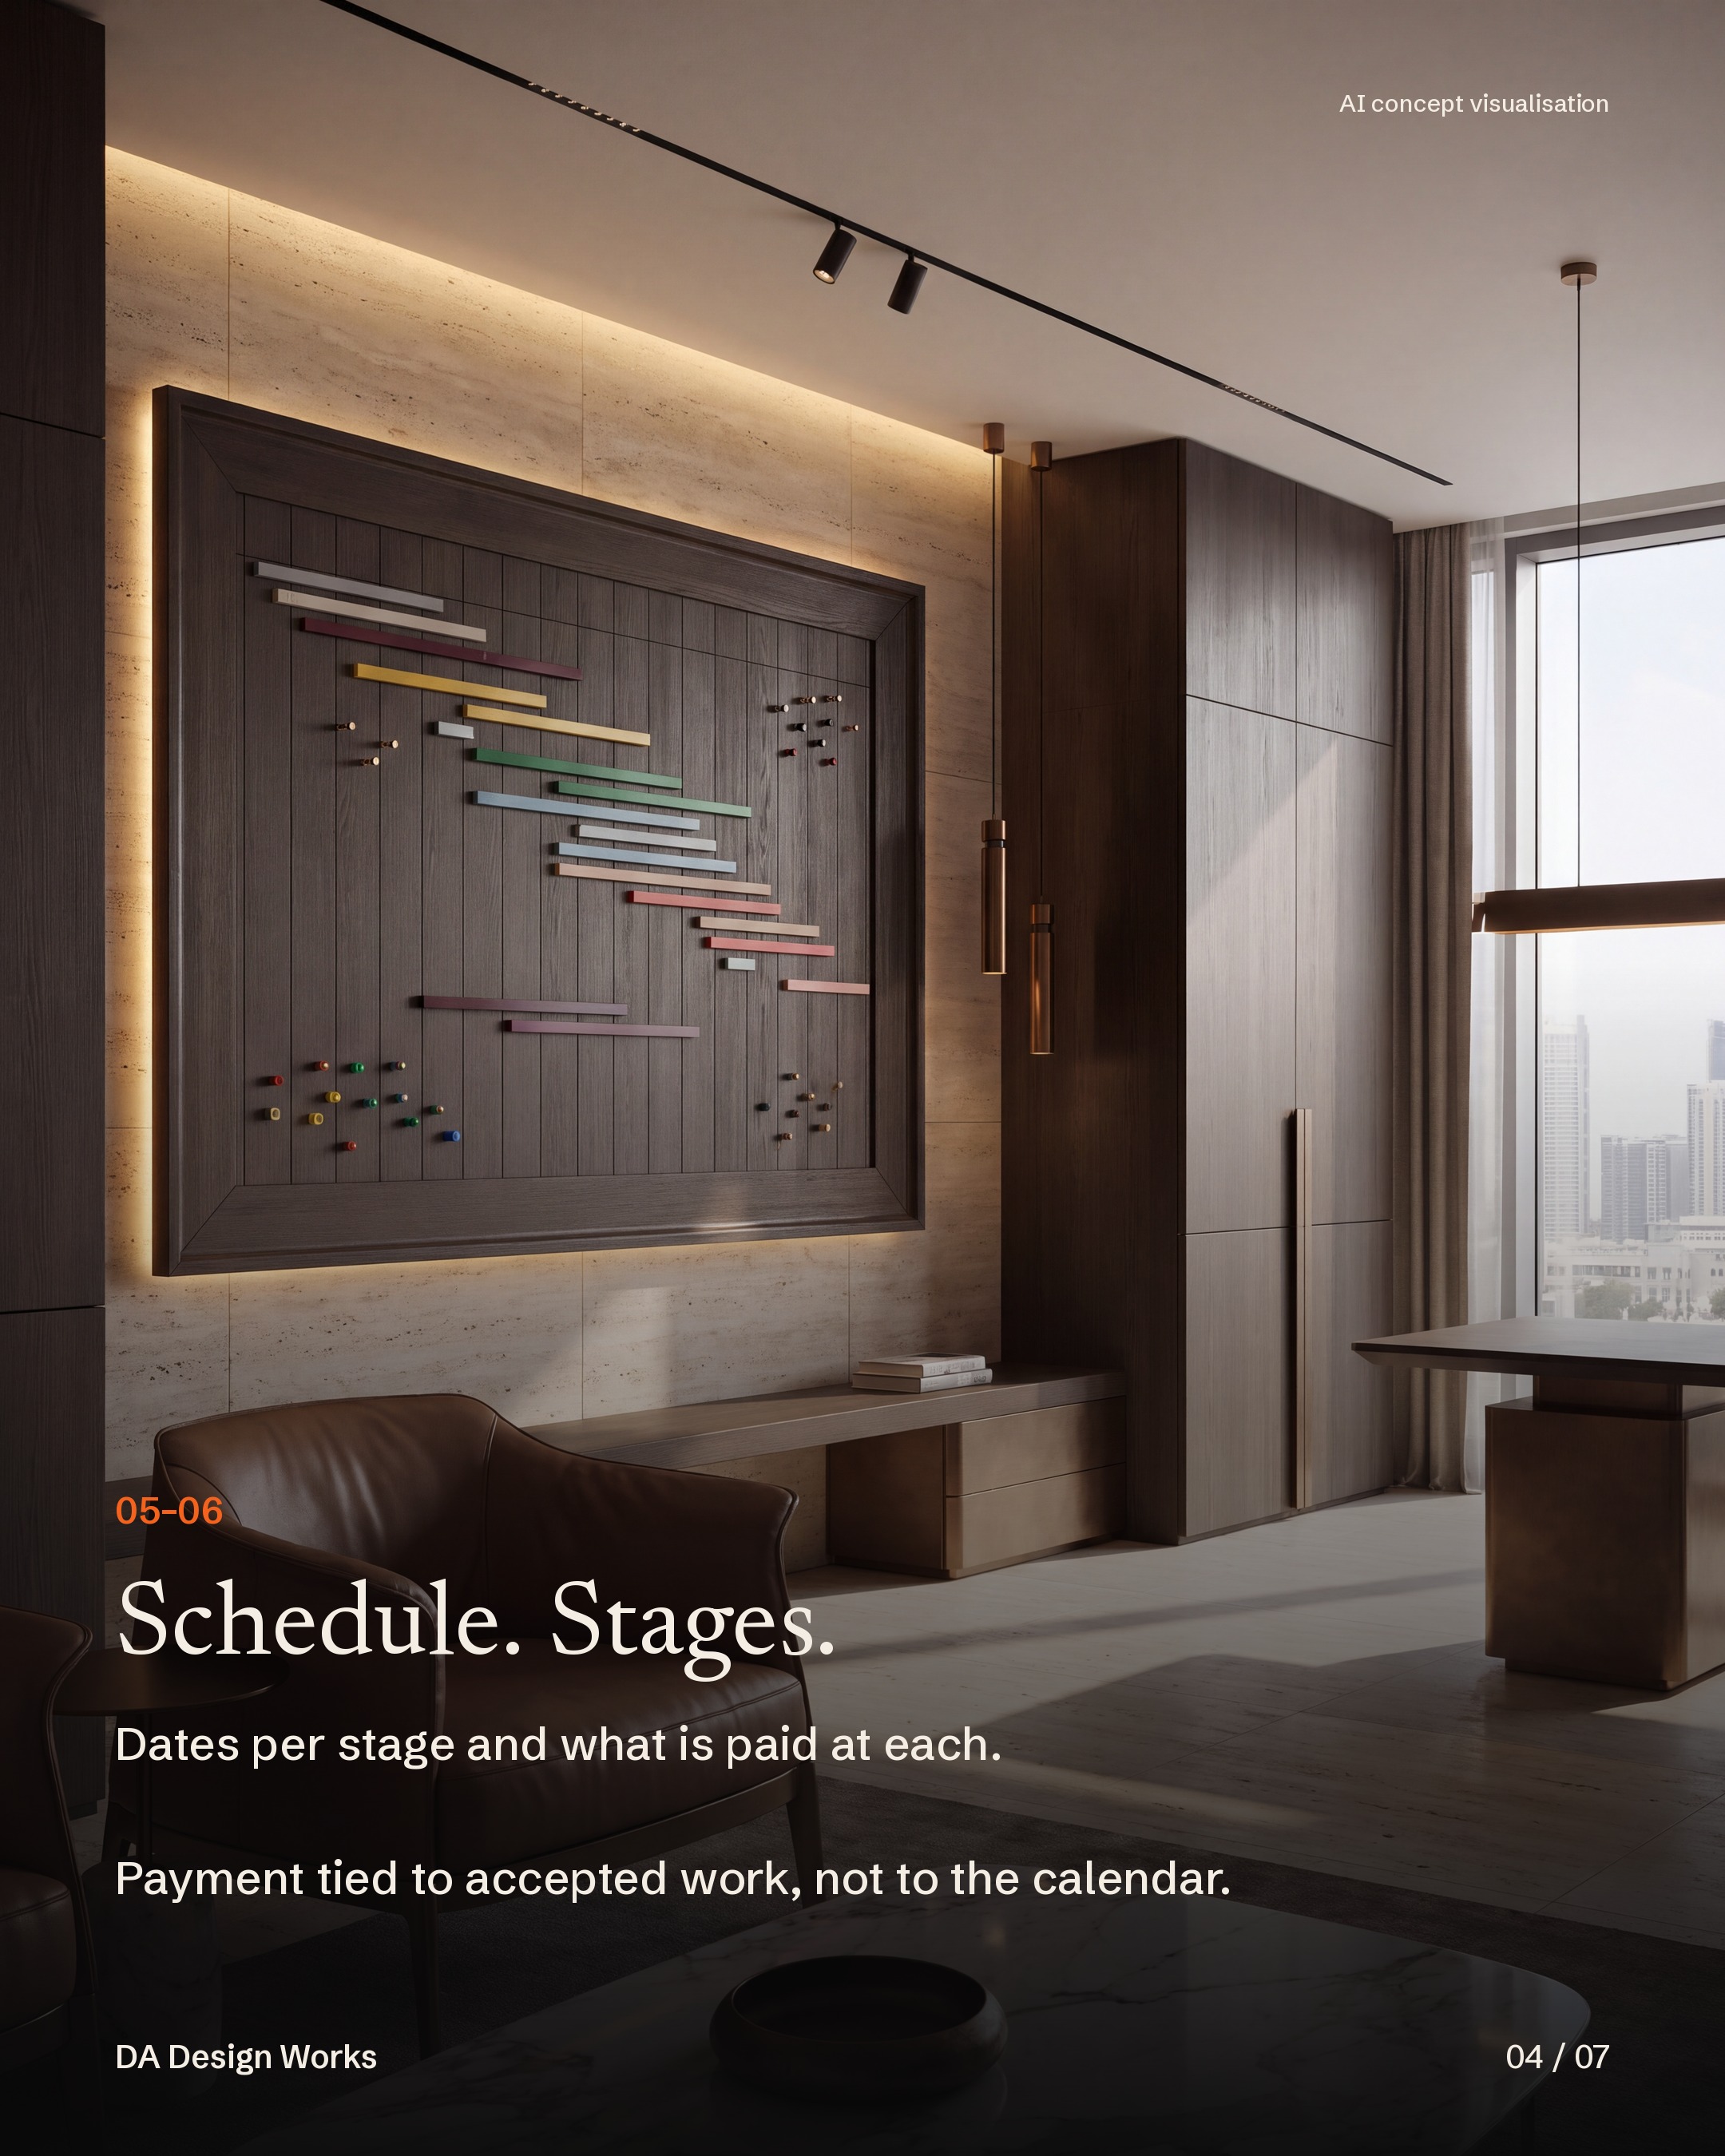 AI concept visualisation
05–06
Schedule. Stages.
Dates per stage and what is paid at each.
Payment tied to accepted work, not to the calendar.
DA Design Works
04 / 07